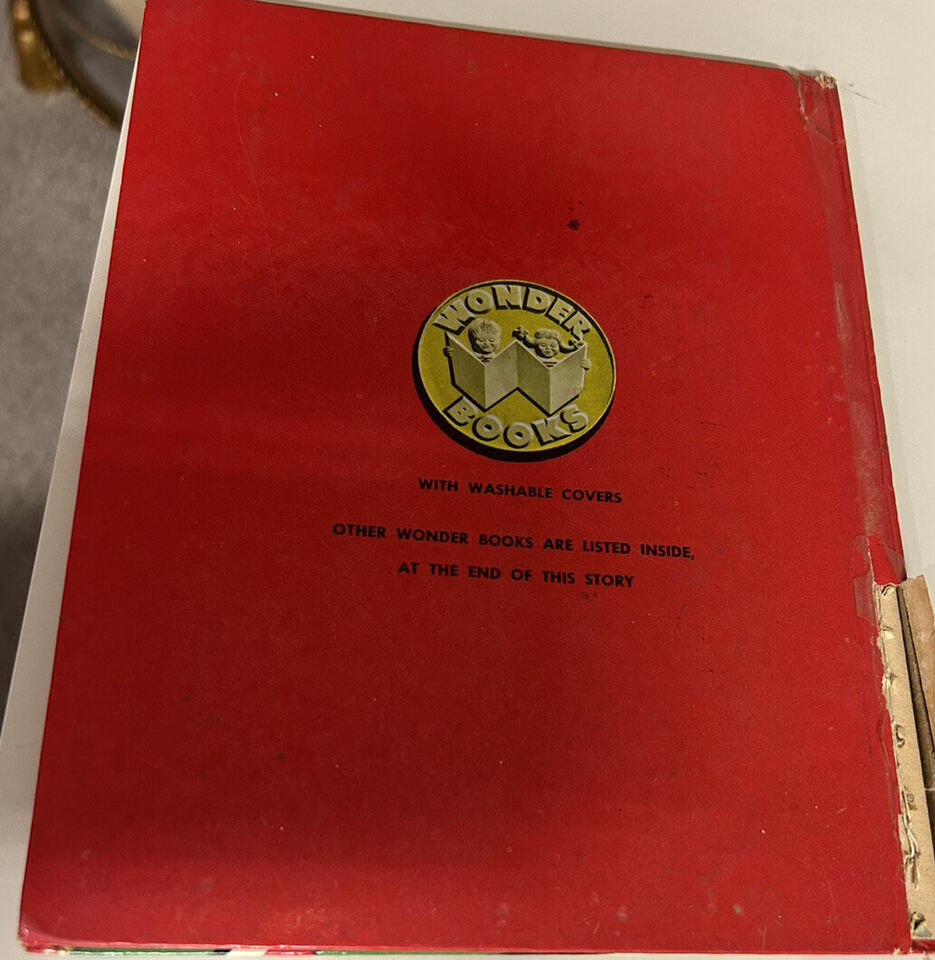 WONDER
BOOKS
WITH WASHABLE COVERS
OTHER WONDER BOOKS ARE LISTED INSIDE,
AT THE END OF THIS STORY